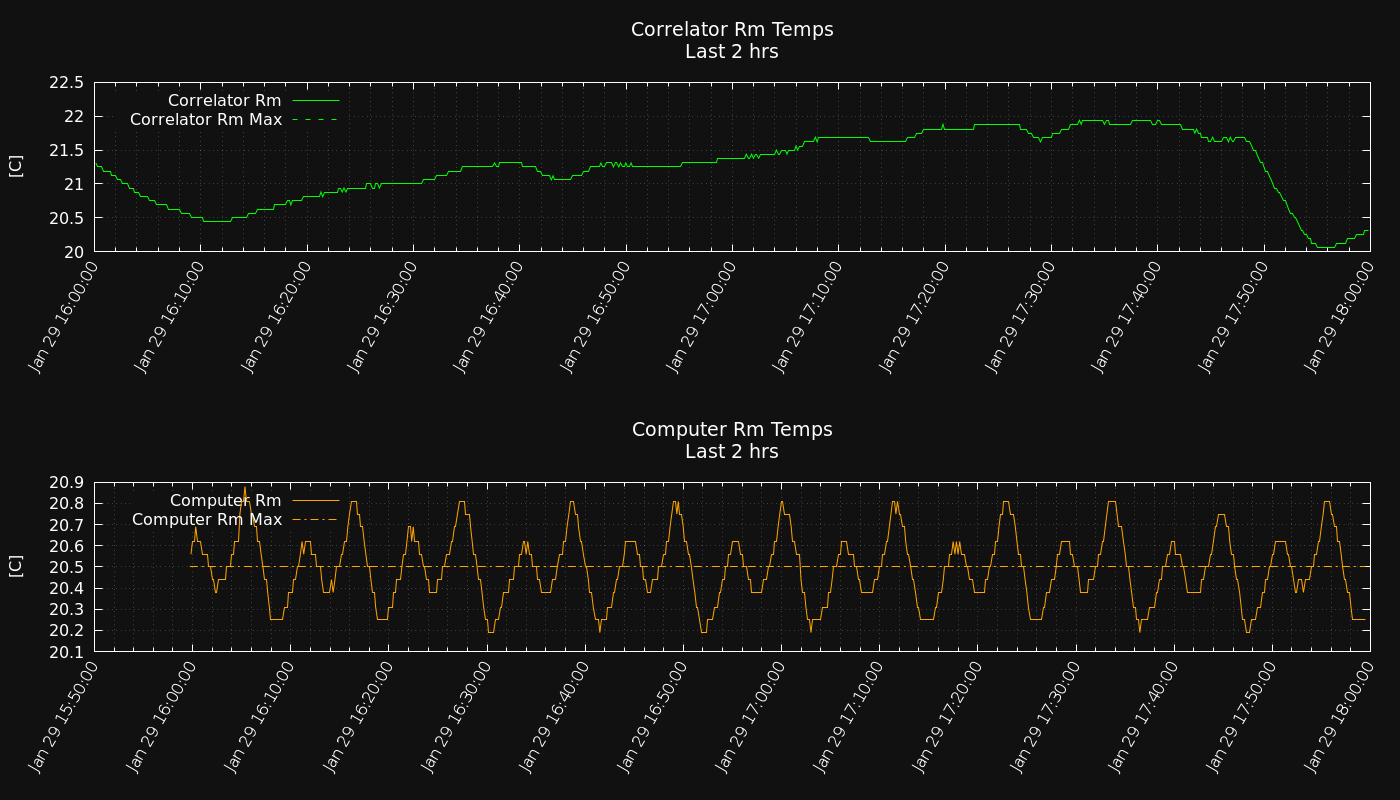 Correlator Rm Temps
Last 2 hrs
22.5
22
21.5
21
20.5
20
[C]
Correlator Rm
Correlator Rm Max
Jan 29 16:00:00
Jan 29 16:10:00
Jan 29 16:20:00
Jan 29 16:30:00
Jan 29 16:40:00
Jan 29 16:50:00
Jan 29 17:00:00
Jan 29 17:10:00
Jan 29 17:20:00
Jan 29 17:30:00
Jan 29 17:40:00
Jan 29 17:50:00
Jan 29 18:00:00
Computer Rm Temps
Last 2 hrs
20.9
20.8
20.7
20.6
20.5
20.4
20.3
20.2
20.1
[C]
Computer Rm
Computer Rm Max
Jan 29 15:50:00
Jan 29 16:00:00
Jan 29 16:10:00
Jan 29 16:20:00
Jan 29 16:30:00
Jan 29 16:40:00
Jan 29 16:50:00
Jan 29 17:00:00
Jan 29 17:10:00
Jan 29 17:20:00
Jan 29 17:30:00
Jan 29 17:40:00
Jan 29 17:50:00
Jan 29 18:00:00